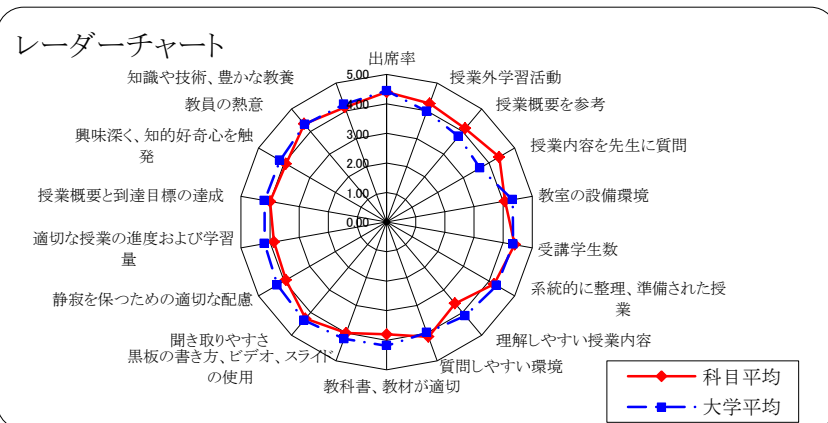 レーダーチャート
出席率
授業外学習活動
授業概要を参考
授業内容を先生に質問
教室の設備環境
受講学生数
系統的に整理、準備された授
業
理解しやすい授業内容
質問しやすい環境
教科書、教材が適切
黒板の書き方、ビデオ、スライド
の使用
聞き取りやすさ
静寂を保つための適切な配慮
適切な授業の進度および学習
量
授業概要と到達目標の達成
興味深く、知的好奇心を触
発
教員の熱意
知識や技術、豊かな教養
5.00
4.00
3.00
2.00
1.00
0.00
科目平均
大学平均